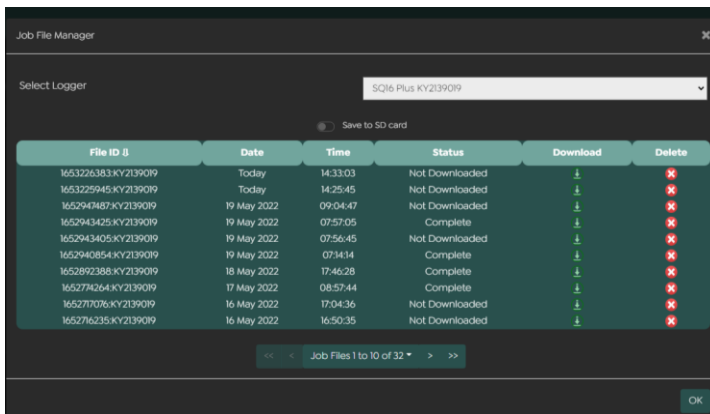 Job File Manager
Select Logger SQ16 Plus KY2139019
Save to SD card
File ID Date Time Status Download Delete
1653226383:KY2139019 Today 14:33:03 Not Downloaded
1653225945:KY2139019 Today 14:25:45 Not Downloaded
1652947487:KY2139019 19 May 2022 09:04:47 Not Downloaded
1652943425:KY2139019 19 May 2022 07:57:05 Complete
1652943405:KY2139019 19 May 2022 07:56:45 Not Downloaded
1652940854:KY2139019 19 May 2022 07:14:14 Complete
1652892388:KY2139019 18 May 2022 17:46:28 Complete
1652774264:KY2139019 17 May 2022 08:57:44 Complete
1652717076:KY2139019 16 May 2022 17:04:36 Not Downloaded
1652716235:KY2139019 16 May 2022 16:50:35 Not Downloaded
<< < Job Files 1 to 10 of 32 > >>
OK